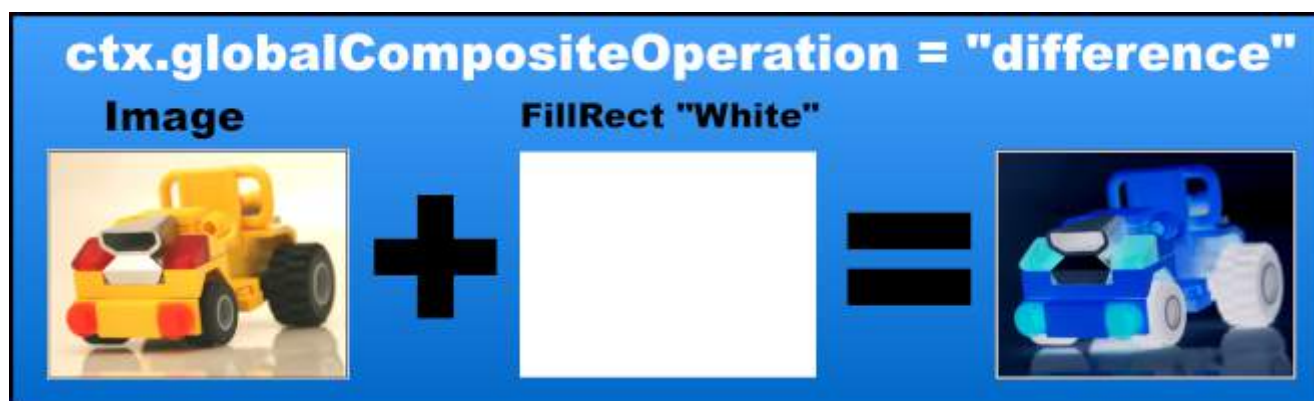 ctx.globalCompositeOperation = "difference"
Image
FillRect "White"